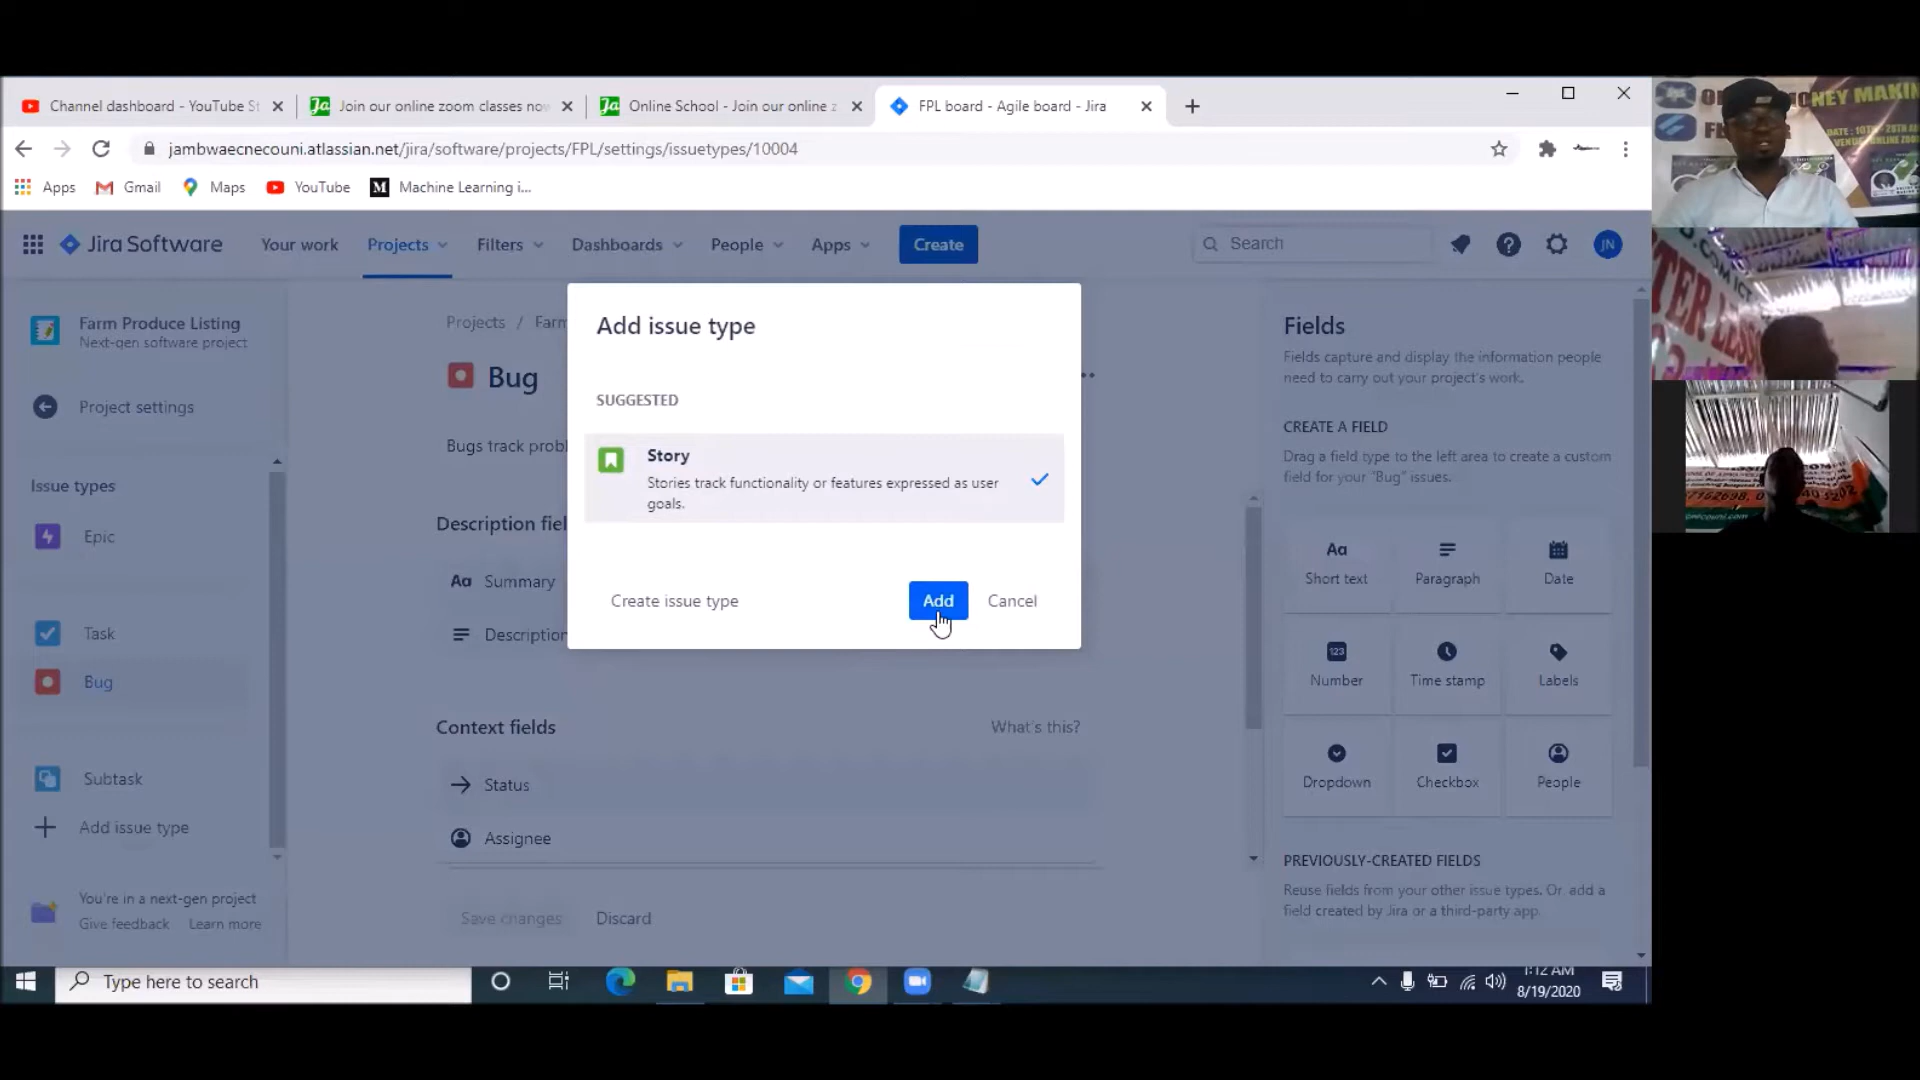 Channel dashboard - YouTube St
Join our online zoom classes now
Online School - Join our online z
FPL board - Agile board - Jira
jambwaecnecouni.atlassian.net/jira/software/projects/FPL/settings/issuetypes/10004
Apps
Gmail
Maps
YouTube
Machine Learning i...
Jira Software
Your work
Projects
Filters
Dashboards
People
Apps
Create
Search
JN
Farm Produce Listing
Next-gen software project
Project settings
Issue types
Epic
Task
Bug
Subtask
Add issue type
You're in a next-gen project
Give feedback Learn more
Projects / Farm
Bug
Bugs track probl
Description fiel
Aa Summary
Description
Context fields
What's this?
Status
Assignee
Save changes
Discard
Add issue type
SUGGESTED
Story
Stories track functionality or features expressed as user
goals.
Create issue type
Add
Cancel
Fields
Fields capture and display the information people
need to carry out your project's work.
CREATE A FIELD
Drag a field type to the left area to create a custom
field for your "Bug" issues.
Aa
Short text
Paragraph
Date
123
Number
Time stamp
Labels
Dropdown
Checkbox
People
PREVIOUSLY-CREATED FIELDS
Reuse fields from your other issue types. Or, add a
field created by Jira or a third-party app.
Type here to search
1:12 AM
8/19/2020
NEY MAKIN